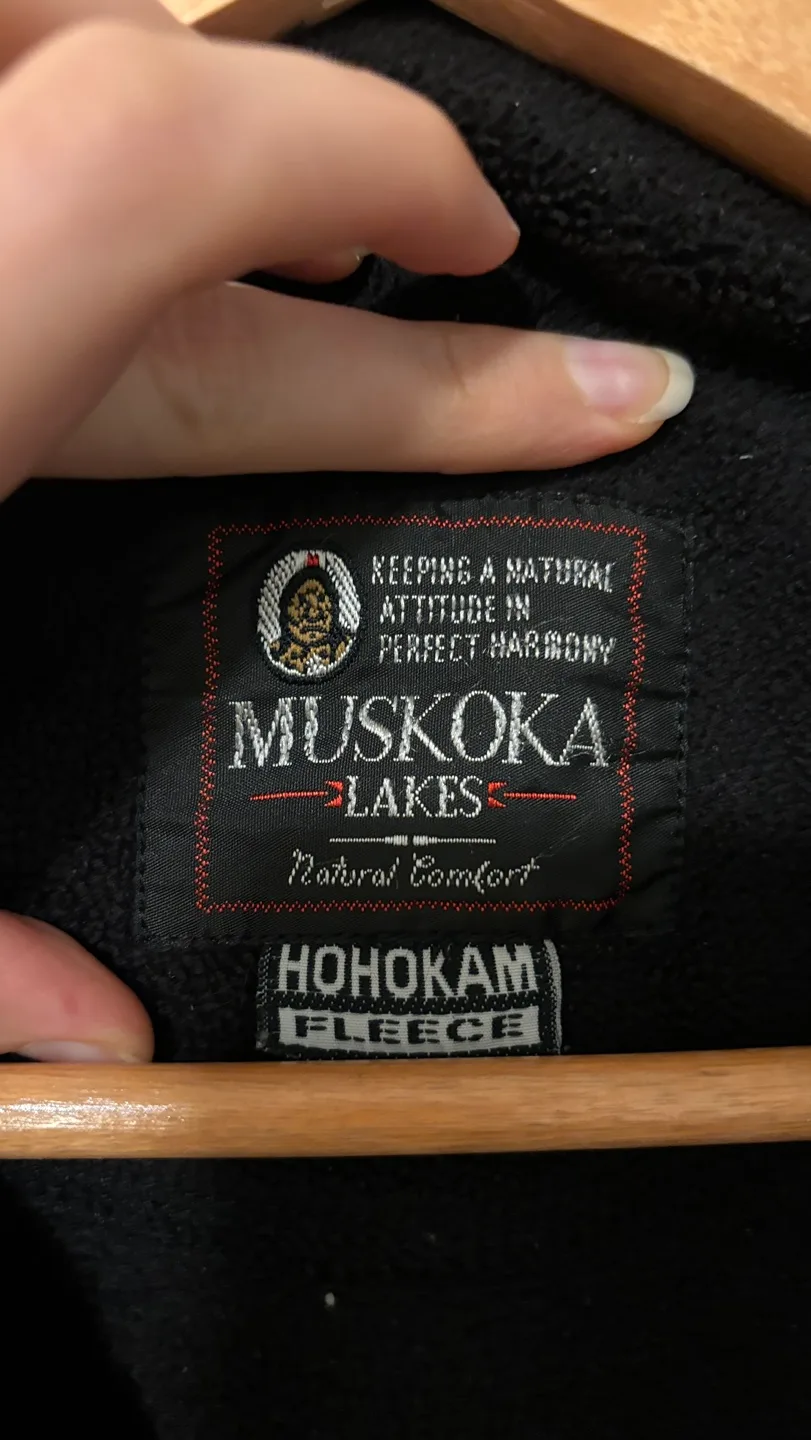 M
KEEPING A NATURAL
ATTITUDE IN
PERFECT HARMONY
MUSKOKA
LAKES
Natural Comfort
HOHOKAM
FLEECE